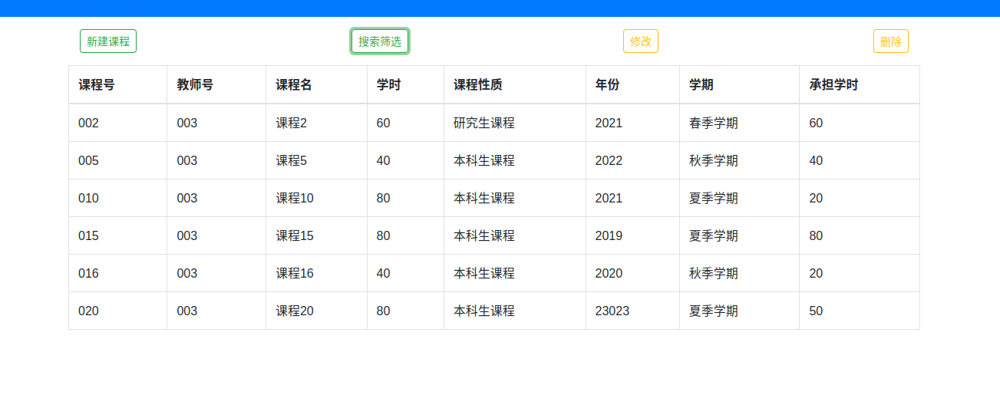 新建课程 搜索筛选 修改 删除
课程号 教师号 课程名 学时 课程性质 年份 学期 承担学时
002 003 课程2 60 研究生课程 2021 春季学期 60
005 003 课程5 40 本科生课程 2022 秋季学期 40
010 003 课程10 80 本科生课程 2021 夏季学期 20
015 003 课程15 80 本科生课程 2019 夏季学期 80
016 003 课程16 40 本科生课程 2020 秋季学期 20
020 003 课程20 80 本科生课程 23023 夏季学期 50